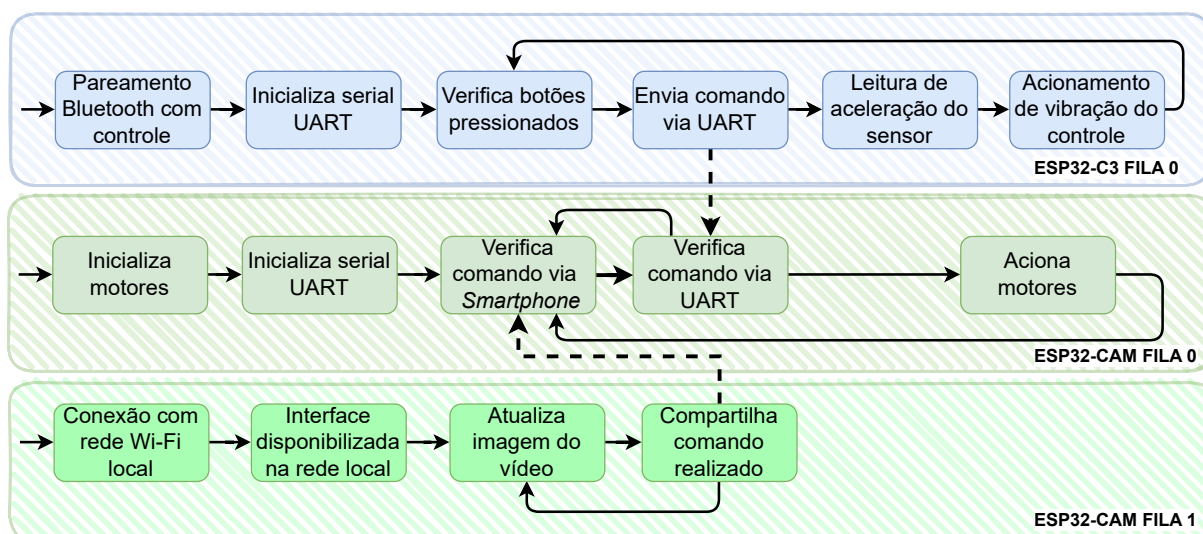 Pareamento
Bluetooth com
controle
Inicializa serial
UART
Verifica botões
pressionados
Envia comando
via UART
Leitura de
aceleração do
sensor
Acionamento
de vibração do
controle
ESP32-C3 FILA 0
Inicializa
motores
Inicializa serial
UART
Verifica
comando via
Smartphone
Verifica
comando via
UART
Aciona
motores
ESP32-CAM FILA 0
Conexão com
rede Wi-Fi
local
Interface
disponibilizada
na rede local
Atualiza
imagem do
vídeo
Compartilha
comando
realizado
ESP32-CAM FILA 1